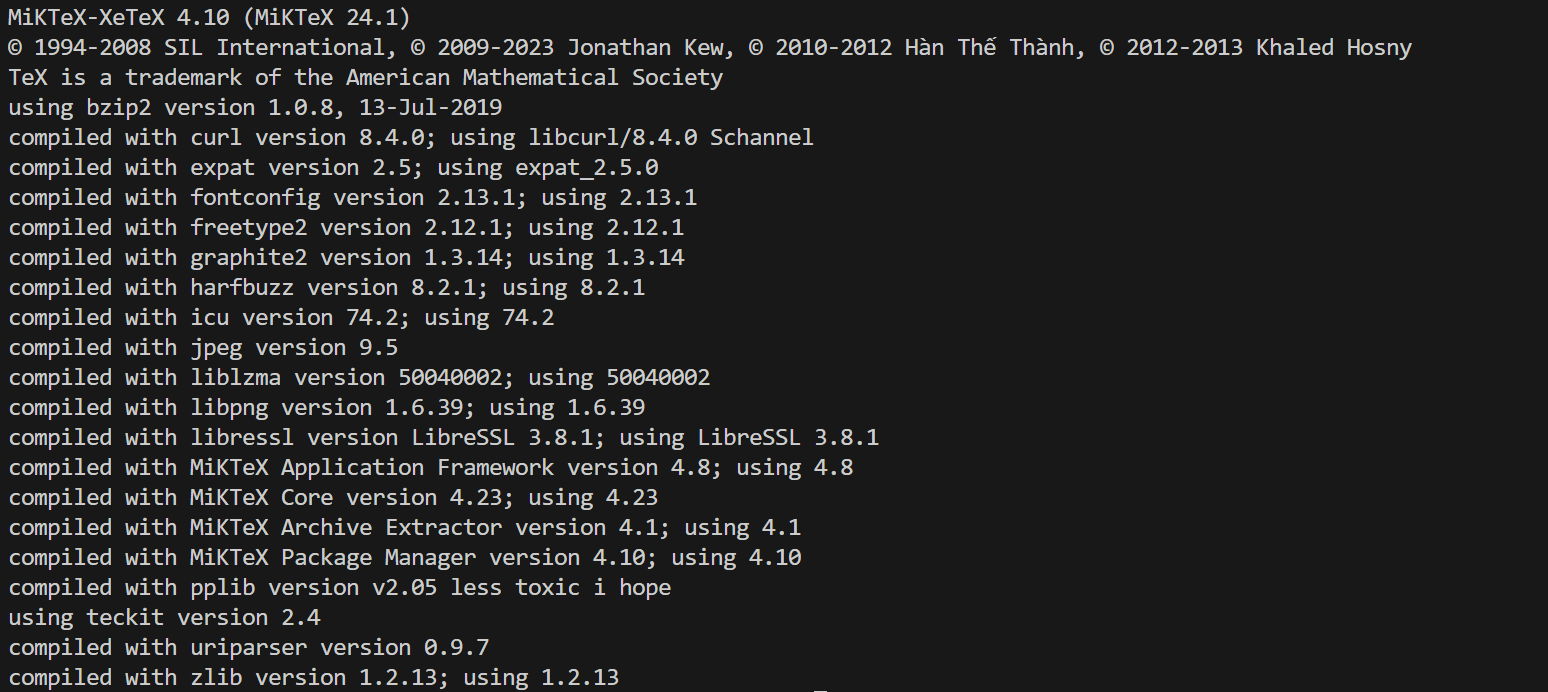 MiKTeX-XeTeX 4.10 (MiKTeX 24.1)
© 1994-2008 SIL International, © 2009-2023 Jonathan Kew, © 2010-2012 Hàn Thế Thành, © 2012-2013 Khaled Hosny
TeX is a trademark of the American Mathematical Society
using bzip2 version 1.0.8, 13-Jul-2019
compiled with curl version 8.4.0; using libcurl/8.4.0 Schannel
compiled with expat version 2.5; using expat_2.5.0
compiled with fontconfig version 2.13.1; using 2.13.1
compiled with freetype2 version 2.12.1; using 2.12.1
compiled with graphite2 version 1.3.14; using 1.3.14
compiled with harfbuzz version 8.2.1; using 8.2.1
compiled with icu version 74.2; using 74.2
compiled with jpeg version 9.5
compiled with liblzma version 50040002; using 50040002
compiled with libpng version 1.6.39; using 1.6.39
compiled with libressl version LibreSSL 3.8.1; using LibreSSL 3.8.1
compiled with MiKTeX Application Framework version 4.8; using 4.8
compiled with MiKTeX Core version 4.23; using 4.23
compiled with MiKTeX Archive Extractor version 4.1; using 4.1
compiled with MiKTeX Package Manager version 4.10; using 4.10
compiled with pplib version v2.05 less toxic i hope
using teckit version 2.4
compiled with uriparser version 0.9.7
compiled with zlib version 1.2.13; using 1.2.13